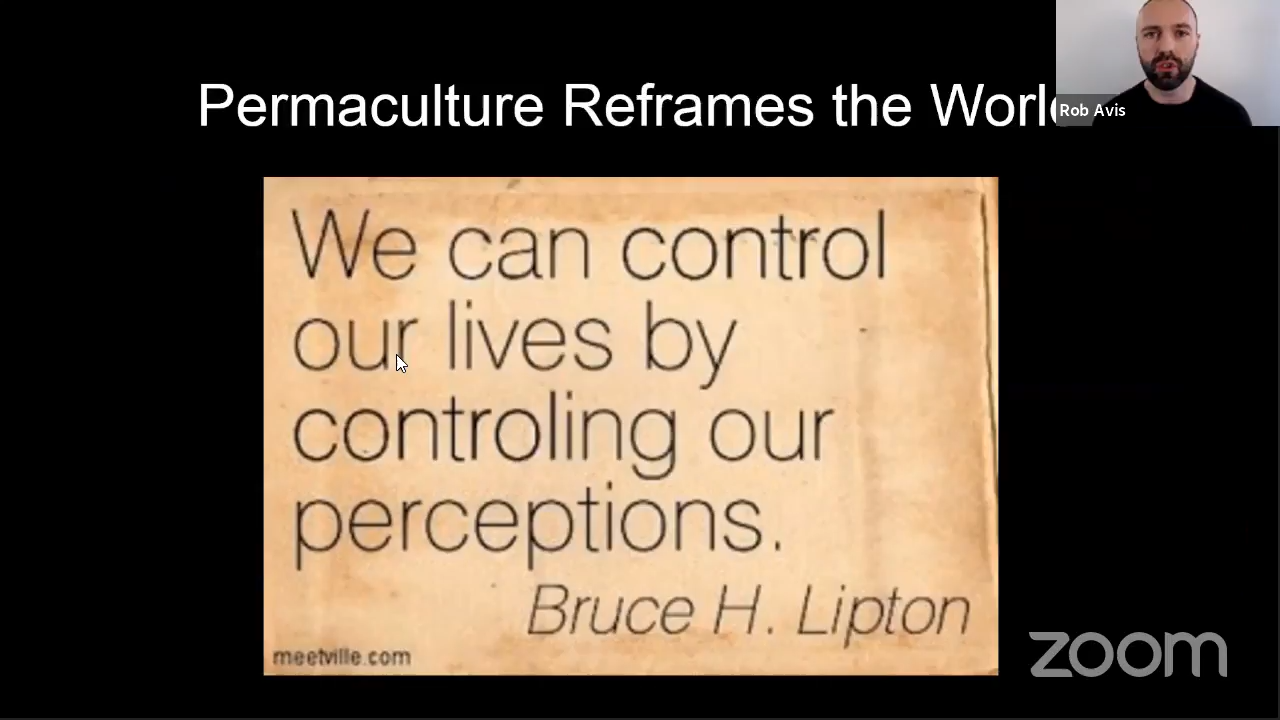 Permaculture Reframes the Worl
Rob Avis
We can control
our lives by
controling our
perceptions.
Bruce H. Lipton
meetville.com
zoom